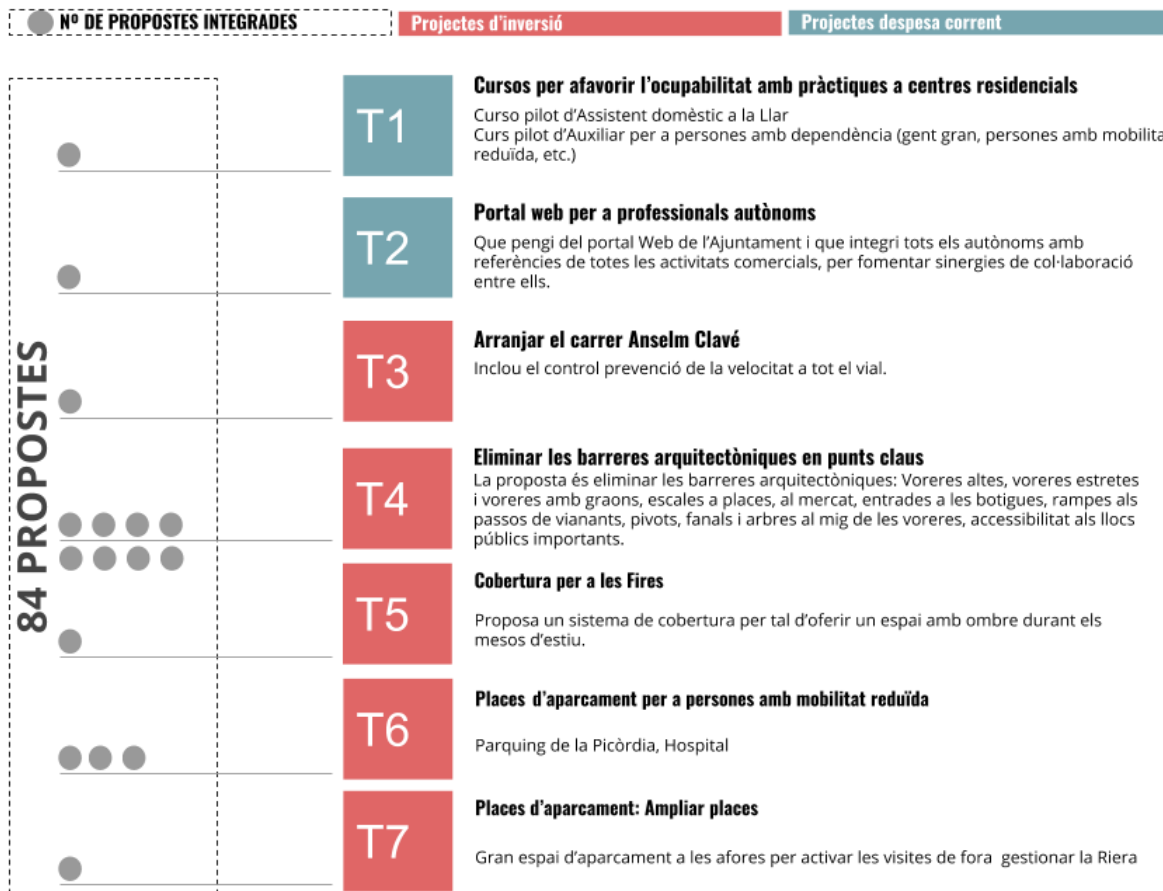 Nº DE PROPOSTES INTEGRADES
Projectes d'inversió
Projectes despesa corrent
84 PROPOSTES
T1
Cursos per afavorir l'ocupabilitat amb pràctiques a centres residencials
Curso pilot d'Assistent domèstic a la Llar
Curs pilot d'Auxiliar per a persones amb dependència (gent gran, persones amb mobilita
reduïda, etc.)
T2
Portal web per a professionals autònoms
Que pengi del portal Web de l'Ajuntament i que integri tots els autònoms amb
referències de totes les activitats comercials, per fomentar sinergies de col·laboració
entre ells.
T3
Arranjar el carrer Anselm Clavé
Inclou el control prevenció de la velocitat a tot el vial.
T4
Eliminar les barreres arquitectòniques en punts claus
La proposta és eliminar les barreres arquitectòniques: Voreres altes, voreres estretes
i voreres amb graons, escales a places, al mercat, entrades a les botigues, rampes als
passos de vianants, pivots, fanals i arbres al mig de les voreres, accessibilitat als llocs
públics importants.
T5
Cobertura per a les Fires
Proposa un sistema de cobertura per tal d'oferir un espai amb ombre durant els
mesos d'estiu.
T6
Places d'aparcament per a persones amb mobilitat reduïda
Parquing de la Picòrdia, Hospital
T7
Places d'aparcament: Ampliar places
Gran espai d'aparcament a les afores per activar les visites de fora gestionar la Riera